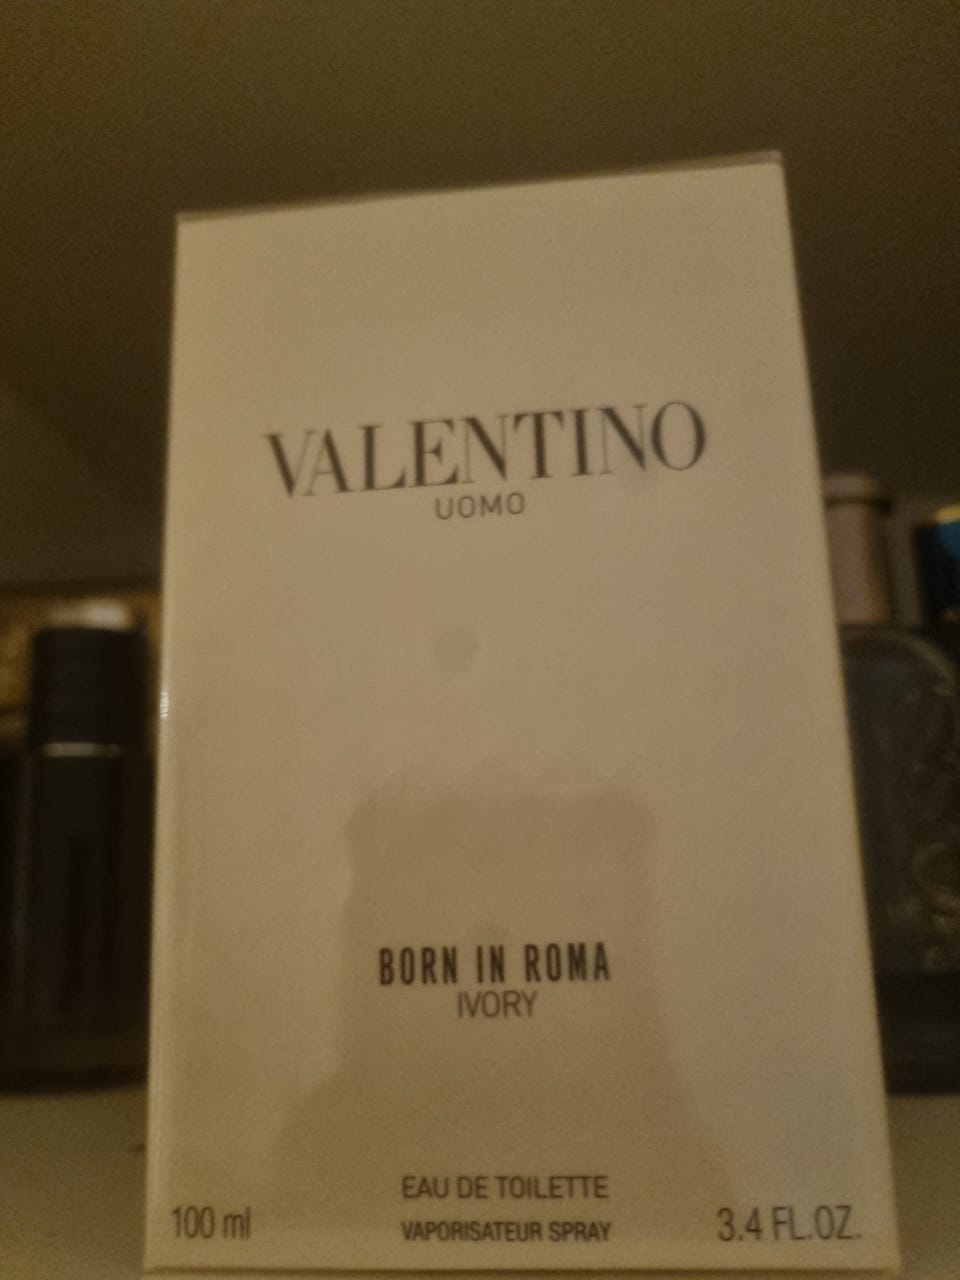 VALENTINO
UOMO
BORN IN ROMA
IVORY
EAU DE TOILETTE
100 ml VAPORISATEUR SPRAY 3.4 FL.OZ.